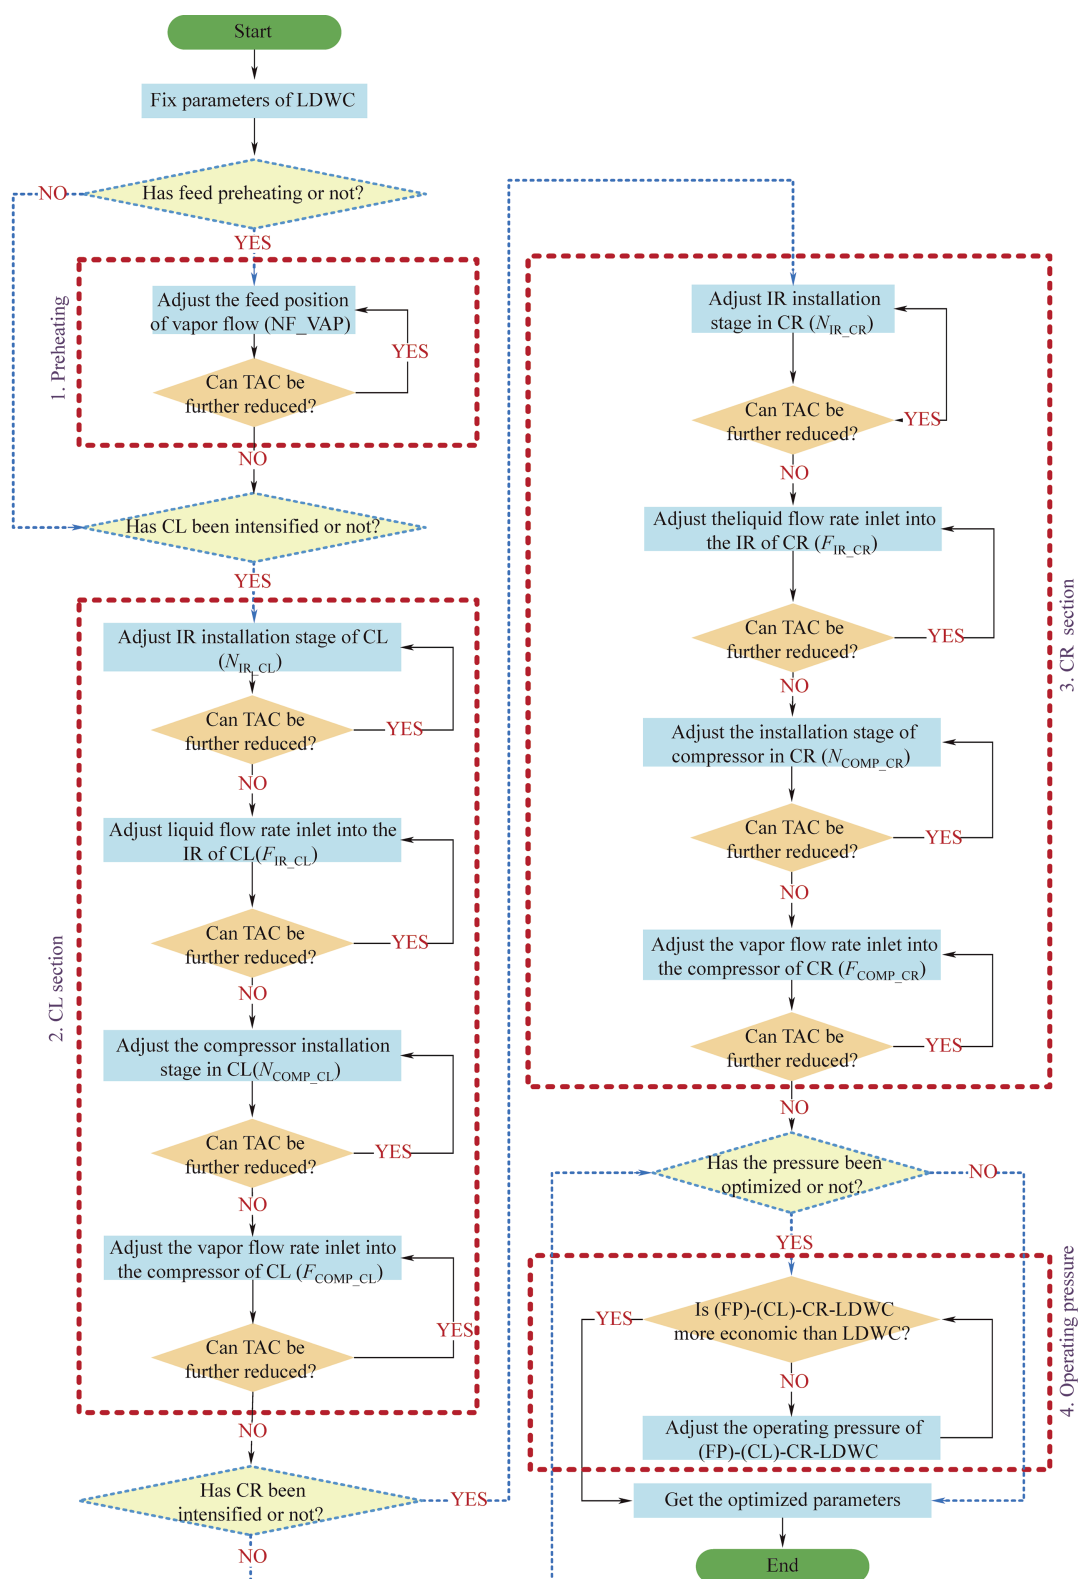 Start
Fix parameters of LDWC
Has feed preheating or not?
NO
YES
1. Preheating
Adjust the feed position
of vapor flow (NF_VAP)
YES
Can TAC be
further reduced?
NO
Has CL been intensified or not?
YES
2. CL section
Adjust IR installation stage of CL
(N_IR_CL)
Can TAC be
further reduced?
YES
NO
Adjust liquid flow rate inlet into the
IR of CL(F_IR_CL)
Can TAC be
further reduced?
YES
NO
Adjust the compressor installation
stage in CL(N_COMP_CL)
Can TAC be
further reduced?
YES
NO
Adjust the vapor flow rate inlet into
the compressor of CL (F_COMP_CL)
YES
Can TAC be
further reduced?
NO
Has CR been
intensified or not?
YES
NO
3. CR section
Adjust IR installation
stage in CR (N_IR_CR)
Can TAC be
further reduced?
YES
NO
Adjust theliquid flow rate inlet into
the IR of CR (F_IR_CR)
Can TAC be
further reduced?
YES
NO
Adjust the installation stage of
compressor in CR (N_COMP_CR)
Can TAC be
further reduced?
YES
NO
Adjust the vapor flow rate inlet into
the compressor of CR (F_COMP_CR)
Can TAC be
further reduced?
YES
NO
Has the pressure been
optimized or not?
NO
YES
4. Operating pressure
Is (FP)-(CL)-CR-LDWC
more economic than LDWC?
YES
NO
Adjust the operating pressure of
(FP)-(CL)-CR-LDWC
Get the optimized parameters
End